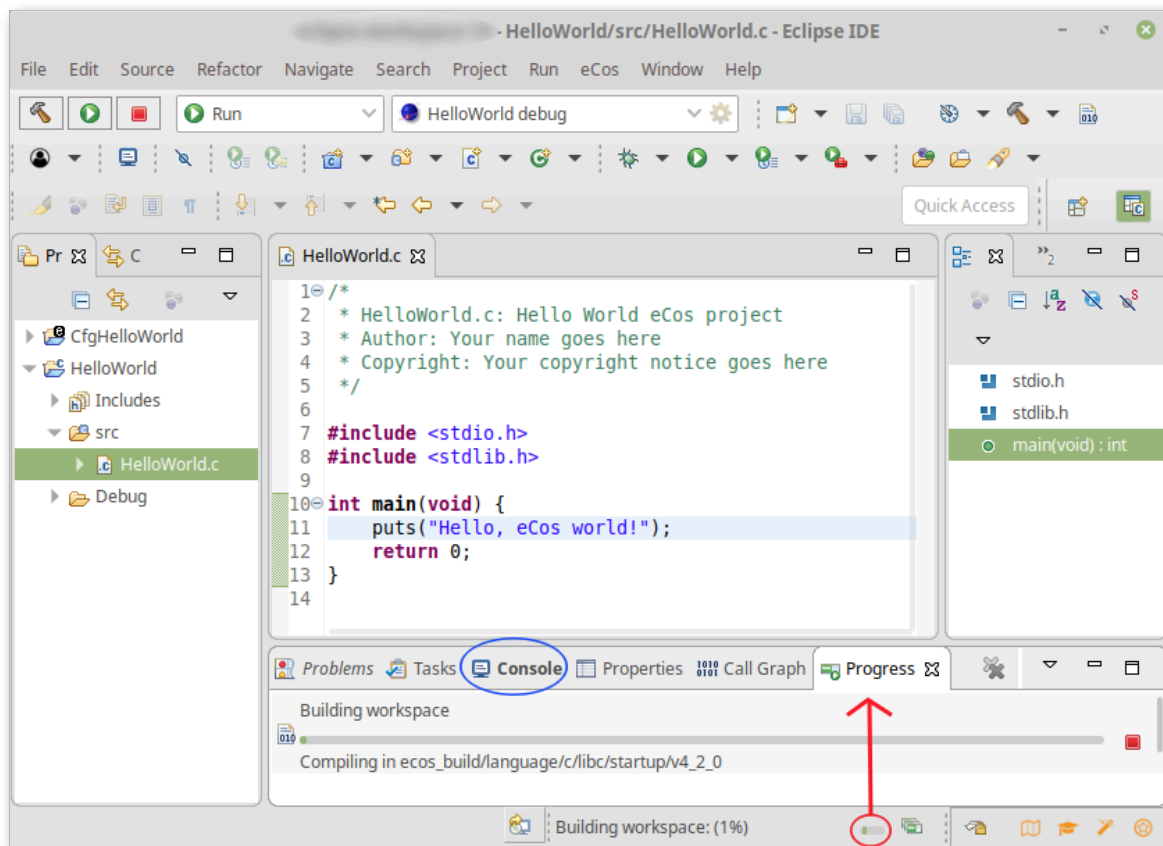 - HelloWorld/src/HelloWorld.c - Eclipse IDE
File Edit Source Refactor Navigate Search Project Run eCos Window Help
Run HelloWorld debug
Quick Access
Pr C
HelloWorld.c
2
CfgHelloWorld
HelloWorld
Includes
src
HelloWorld.c
Debug
1 /*
2 * HelloWorld.c: Hello World eCos project
3 * Author: Your name goes here
4 * Copyright: Your copyright notice goes here
5 */
6
7 #include <stdio.h>
8 #include <stdlib.h>
9
10 int main(void) {
11 puts("Hello, eCos world!");
12 return 0;
13 }
14
stdio.h
stdlib.h
main(void) : int
Problems Tasks Console Properties Call Graph Progress
Building workspace
Compiling in ecos_build/language/c/libc/startup/v4_2_0
Building workspace: (1%)